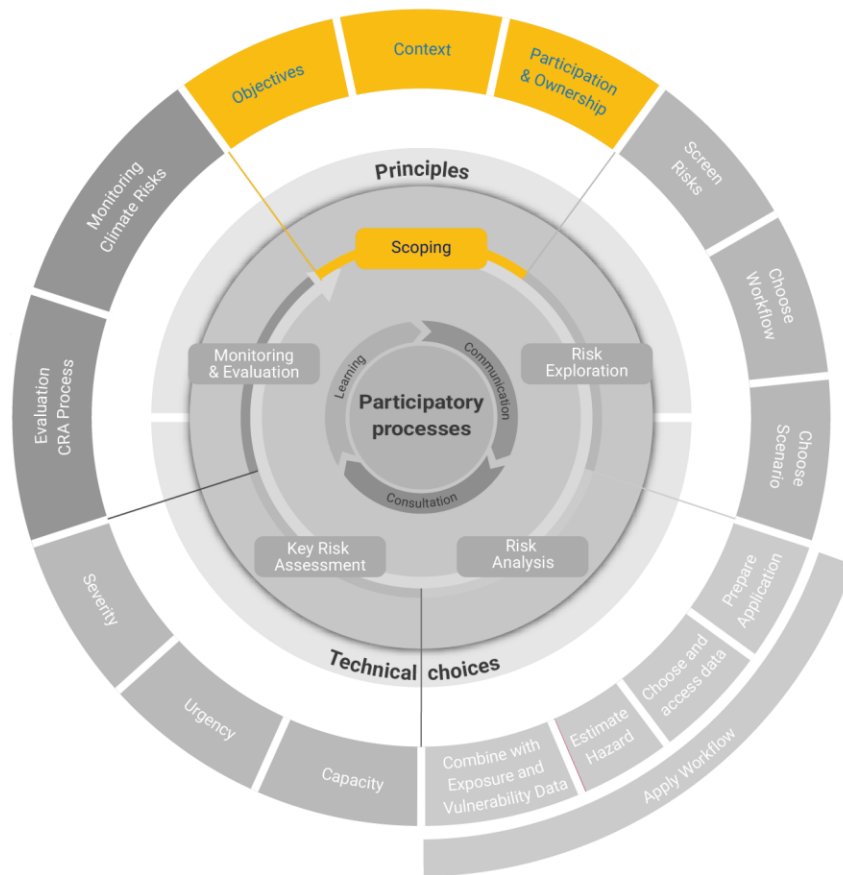 Objectives
Context
Participation
& Ownership
Screen
Risks
Choose
Workflow
Choose
Scenario
Prepare
Application
Choose and
access data
Estimate
Hazard
Combine with
Exposure and
Vulnerability Data
Apply Workflow
Capacity
Urgency
Severity
Evaluation
CRA Process
Monitoring
Climate Risks
Principles
Scoping
Risk
Exploration
Risk
Analysis
Key Risk
Assessment
Monitoring
& Evaluation
Learning
Communication
Consultation
Participatory
processes
Technical choices